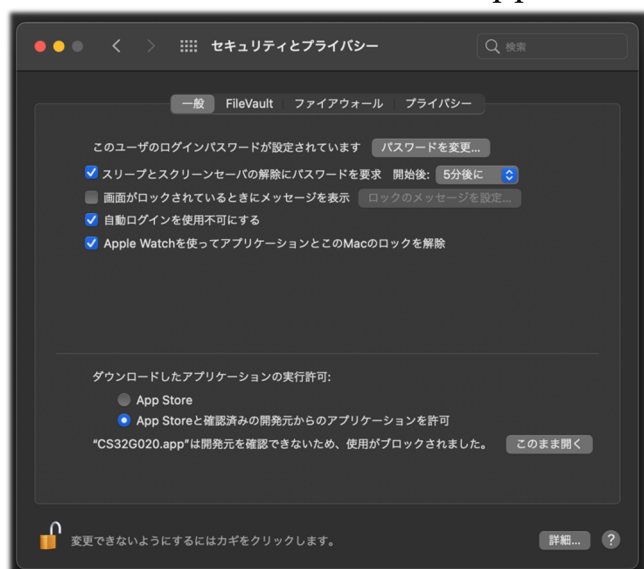 セキュリティとプライバシー
検索
一般 FileVault ファイアウォール プライバシー
このユーザのログインパスワードが設定されています パスワードを変更...
スリープとスクリーンセーバの解除にパスワードを要求 開始後: 5分後に
画面がロックされているときにメッセージを表示 ロックのメッセージを設定...
自動ログインを使用不可にする
Apple Watchを使ってアプリケーションとこのMacのロックを解除
ダウンロードしたアプリケーションの実行許可:
App Store
App Storeと確認済みの開発元からのアプリケーションを許可
"CS32G020.app"は開発元を確認できないため、使用がブロックされました。 このまま開く
変更できないようにするにはカギをクリックします。 詳細... ?